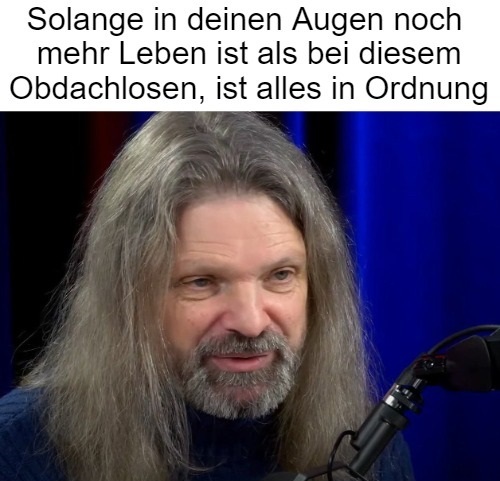 Solange in deinen Augen noch
mehr Leben ist als bei diesem
Obdachlosen, ist alles in Ordnung